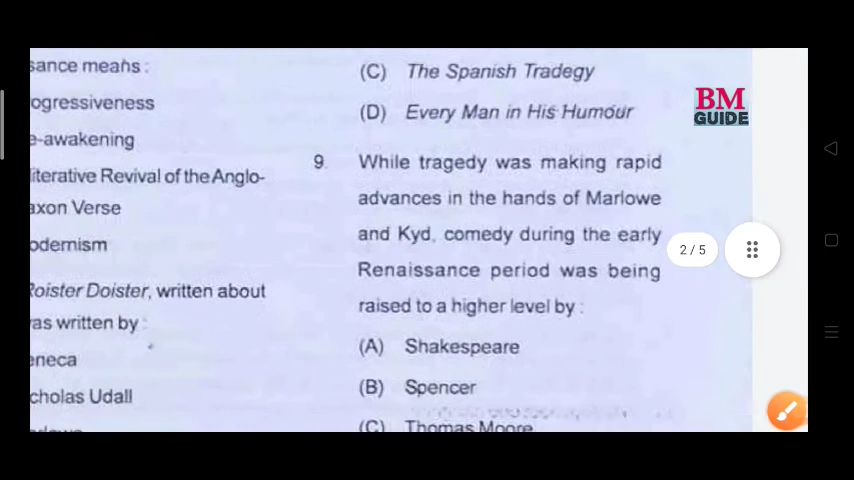 sance means :
rogressiveness
e-awakening
literative Revival of the Anglo-
axon Verse
odernism
Roister Doister, written about
was written by :
eneca
cholas Udall
(C) The Spanish Tradegy
(D) Every Man in His Humour
9. While tragedy was making rapid
advances in the hands of Marlowe
and Kyd, comedy during the early
Renaissance period was being
raised to a higher level by :
(A) Shakespeare
(B) Spencer
(C) Thomas Moore
BM
GUIDE
2 / 5